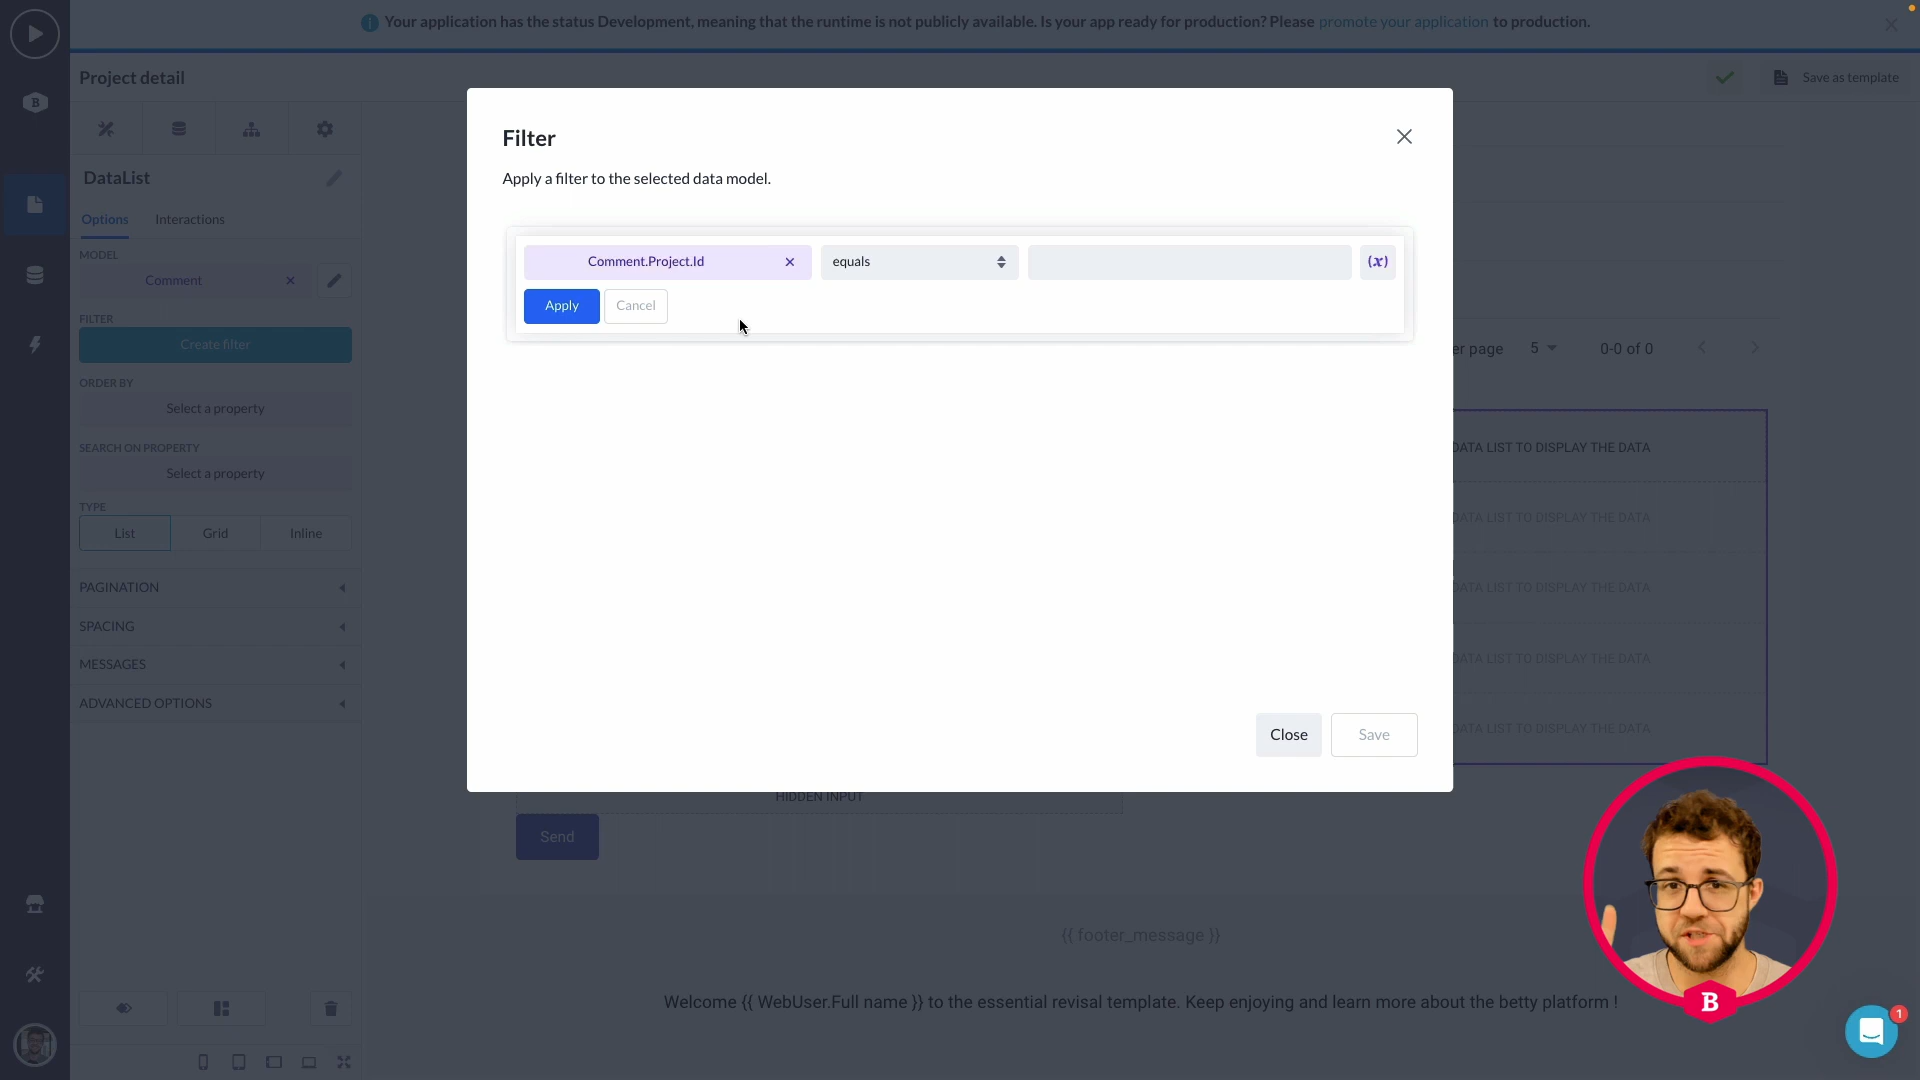 Your application has the status Development, meaning that the runtime is not publicly available. Is your app ready for production? Please promote your application to production.
Project detail
Save as template
DataList
Options
Interactions
MODEL
Comment
FILTER
Create filter
ORDER BY
Select a property
SEARCH ON PROPERTY
Select a property
TYPE
List
Grid
Inline
PAGINATION
SPACING
MESSAGES
ADVANCED OPTIONS
Filter
Apply a filter to the selected data model.
Comment.Project.Id
equals
(x)
Apply
Cancel
Close
Save
page
5
0-0 of 0
DATA LIST TO DISPLAY THE DATA
DATA LIST TO DISPLAY THE DATA
DATA LIST TO DISPLAY THE DATA
DATA LIST TO DISPLAY THE DATA
DATA LIST TO DISPLAY THE DATA
HIDDEN INPUT
Send
{{ footer_message }}
Welcome {{ WebUser.Full name }} to the essential revisal template. Keep enjoying and learn more about the betty platform !
B
B
1